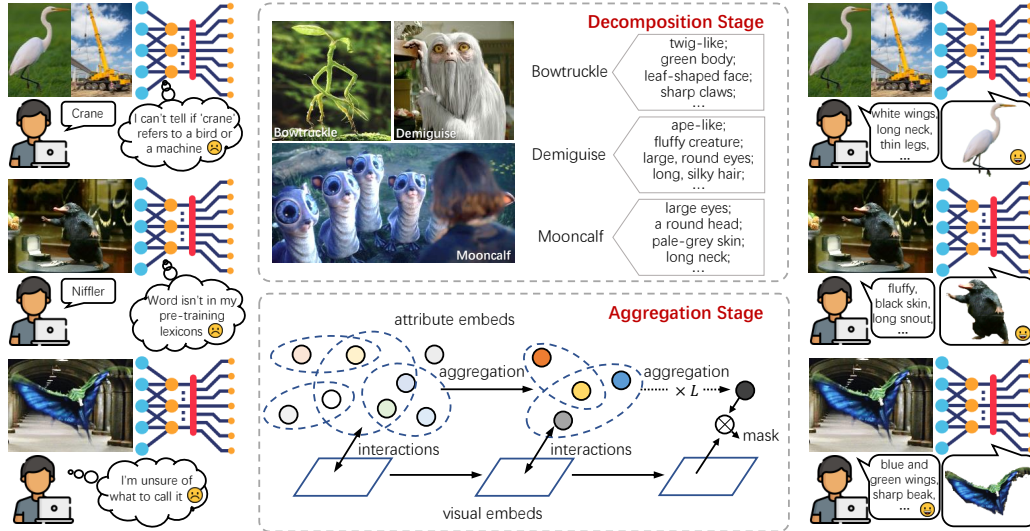 Crane
I can't tell if 'crane'
refers to a bird or
a machine
Niffler
Word isn't in my
pre-training
lexicons
I'm unsure of
what to call it
Decomposition Stage
Bowtruckle
Demiguise
Mooncalf
Bowtruckle
twig-like;
green body;
leaf-shaped face;
sharp claws;
...
Demiguise
ape-like;
fluffy creature;
large, round eyes;
long, silky hair;
...
Mooncalf
large eyes;
a round head;
pale-grey skin;
long neck;
...
Aggregation Stage
attribute embeds
aggregation
aggregation
× L
interactions
interactions
mask
visual embeds
white wings,
long neck,
thin legs,
...
fluffy,
black skin,
long snout,
...
blue and
green wings,
sharp beak,
...